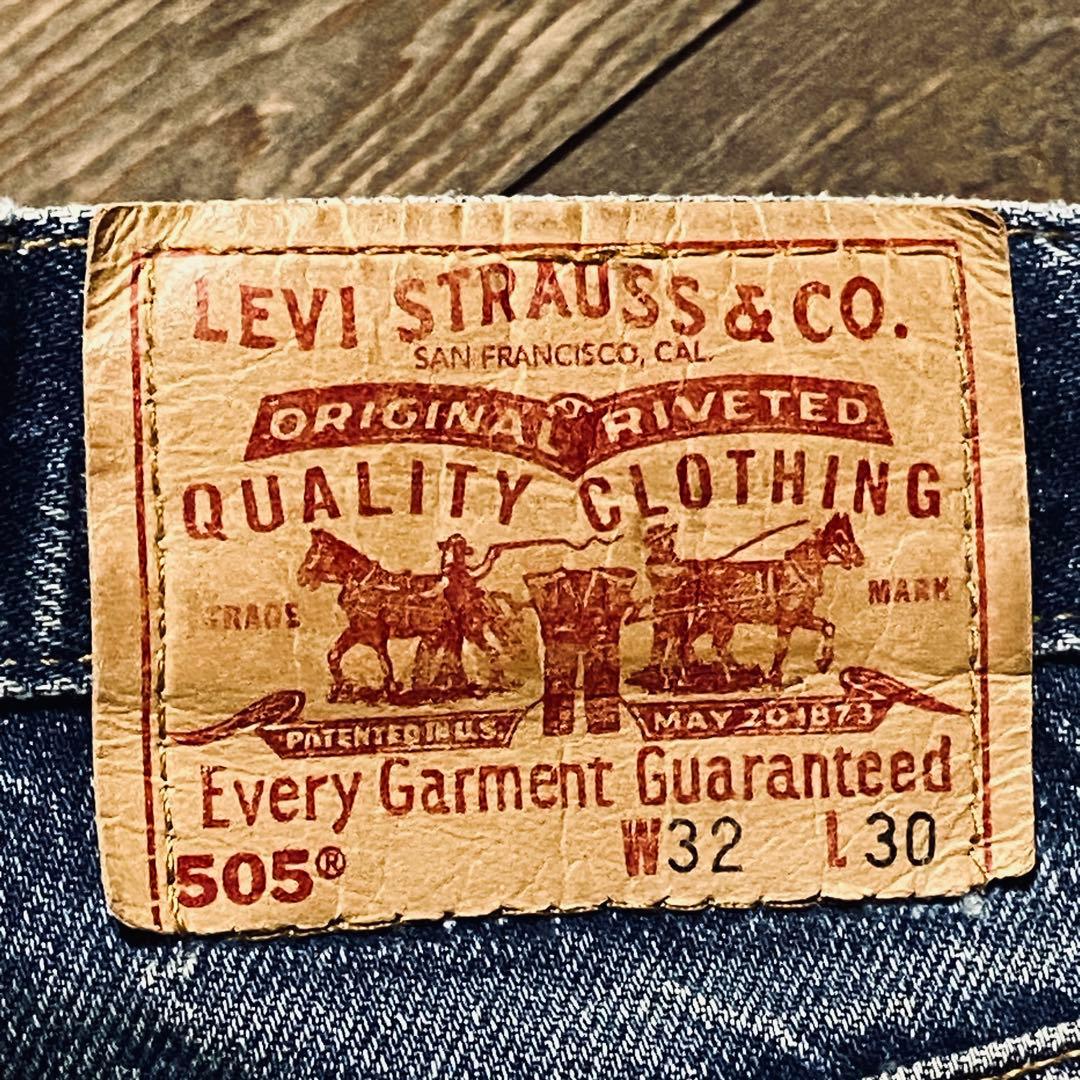 LEVI STRAUSS & CO.
SAN FRANCISCO, CAL.
ORIGINAL RIVETED
QUALITY CLOTHING
TRADE MARK
PATENTED IN U.S. MAY 20 1873
Every Garment Guaranteed
505® W32 L30